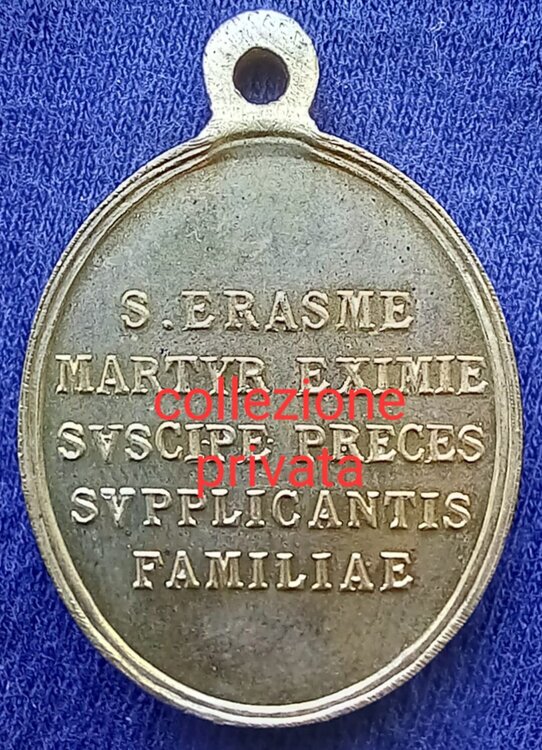 S. ERASME
MARTYR EXIMIE
collezione
SVSCIPE PRECES
privata
SVPPLICANTIS
FAMILIAE